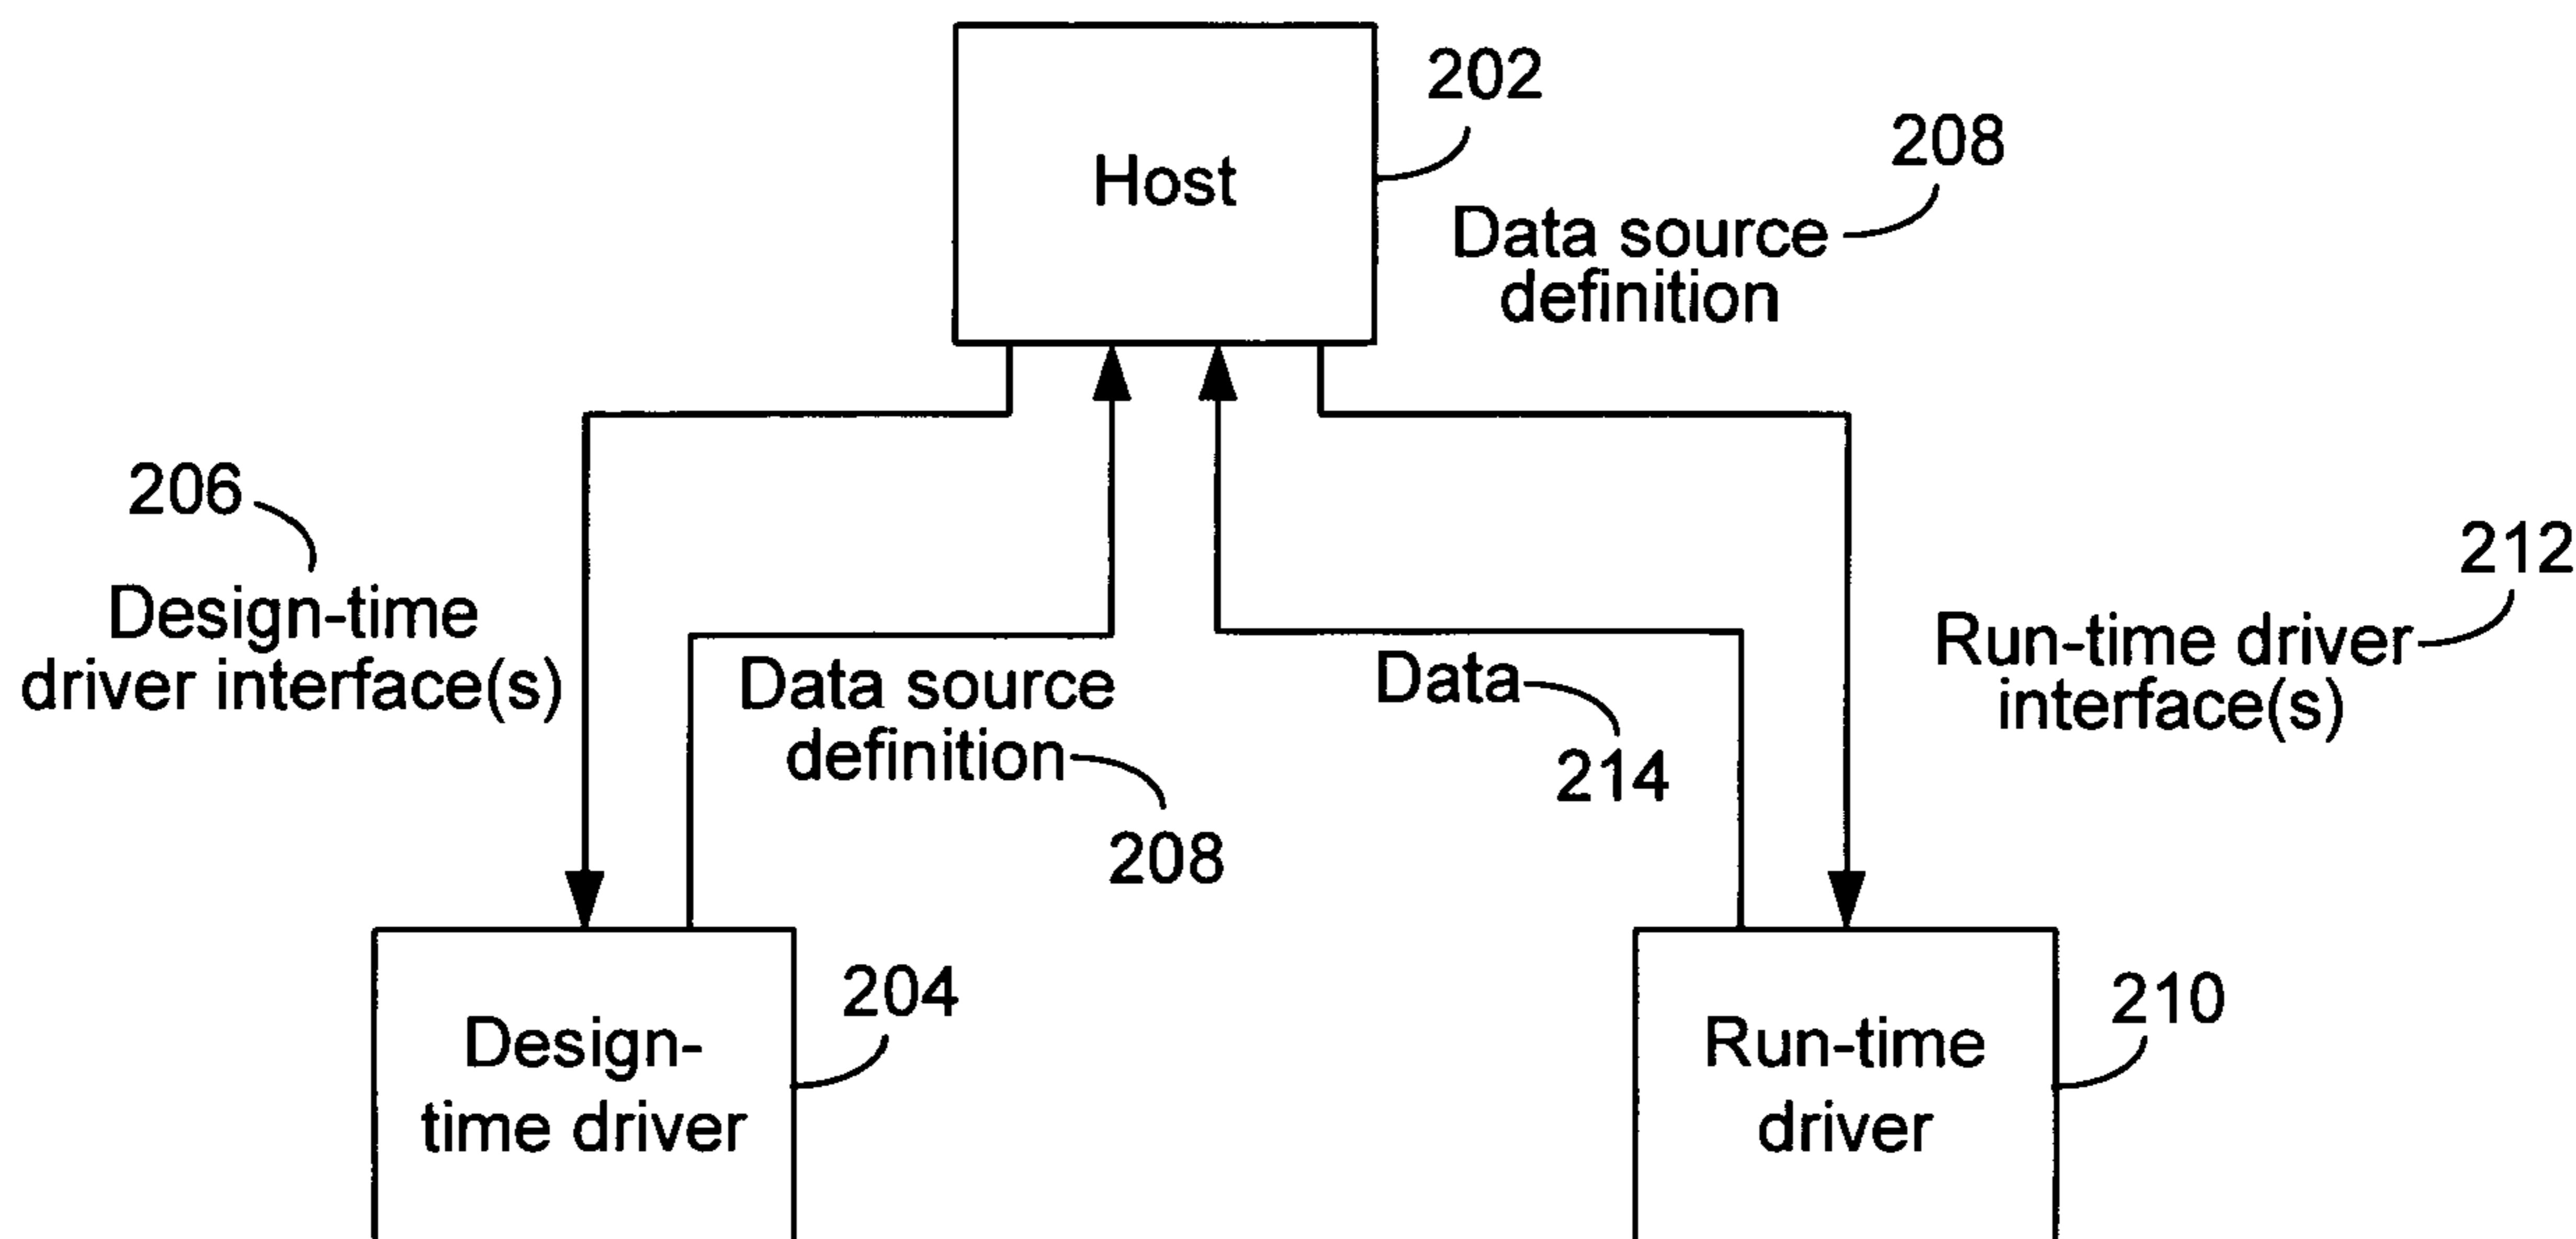 202
Host
208
Data source
definition
206
Design-time
driver interface(s)
212
Run-time driver
interface(s)
Data source
definition
208
Data
214
204
Design-
time driver
210
Run-time
driver